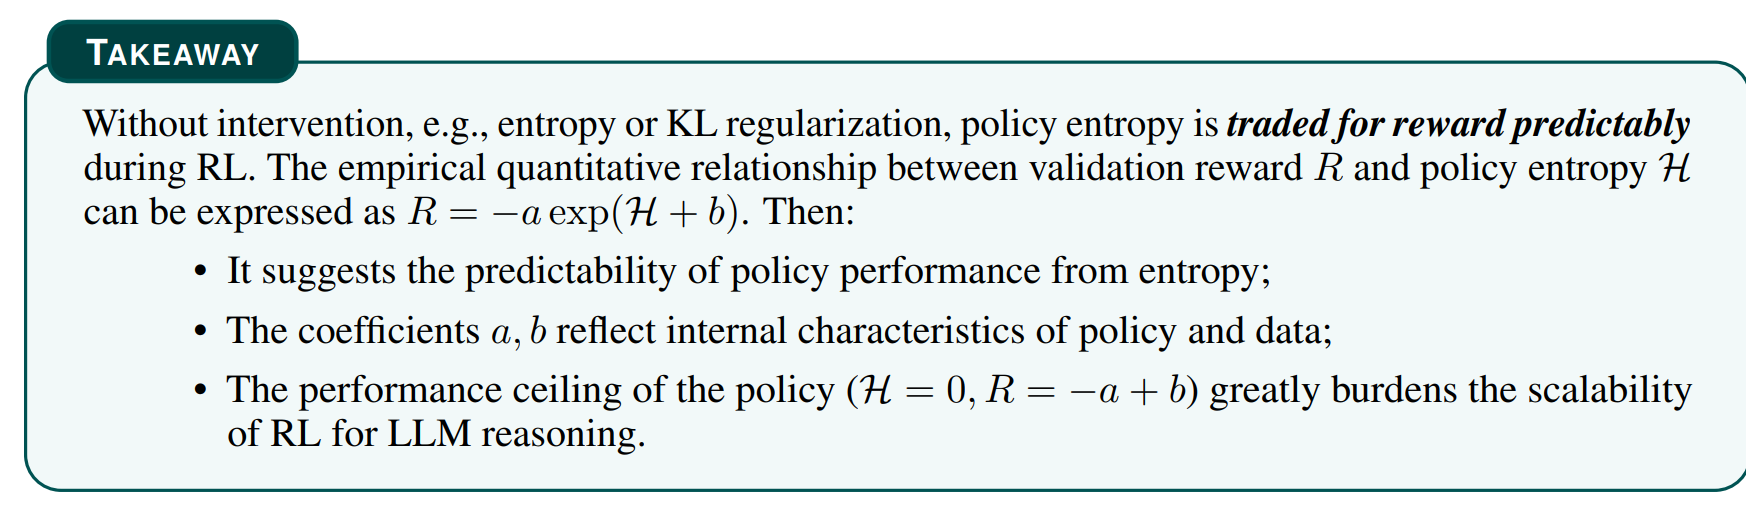 TAKEAWAY
Without intervention, e.g., entropy or KL regularization, policy entropy is traded for reward predictably
during RL. The empirical quantitative relationship between validation reward R and policy entropy ℋ
can be expressed as R = −a exp(ℋ + b). Then:
• It suggests the predictability of policy performance from entropy;
• The coefficients a, b reflect internal characteristics of policy and data;
• The performance ceiling of the policy (ℋ = 0, R = −a + b) greatly burdens the scalability
of RL for LLM reasoning.